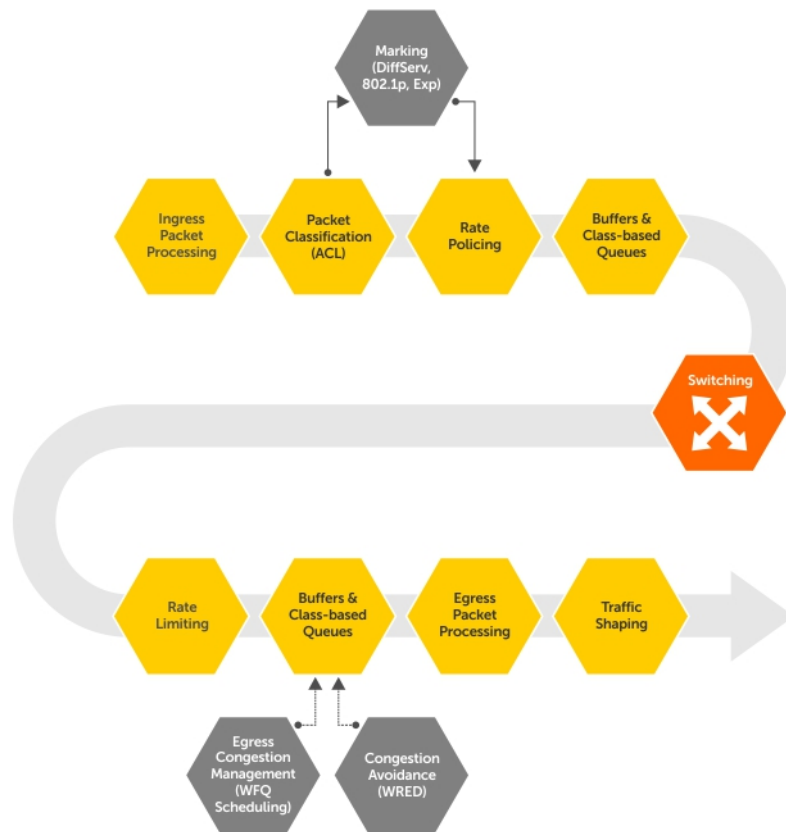 Marking
(DiffServ,
802.1p, Exp)
Ingress
Packet
Processing
Packet
Classification
(ACL)
Rate
Policing
Buffers &
Class-based
Queues
Switching
Rate
Limiting
Buffers &
Class-based
Queues
Egress
Packet
Processing
Traffic
Shaping
Egress
Congestion
Management
(WFQ
Scheduling)
Congestion
Avoidance
(WRED)